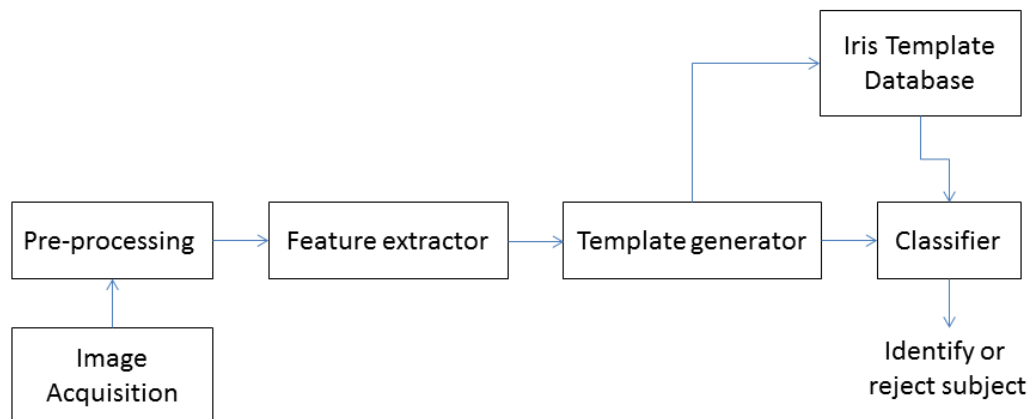 Iris Template
Database
Pre-processing
Feature extractor
Template generator
Classifier
Image
Acquisition
Identify or
reject subject